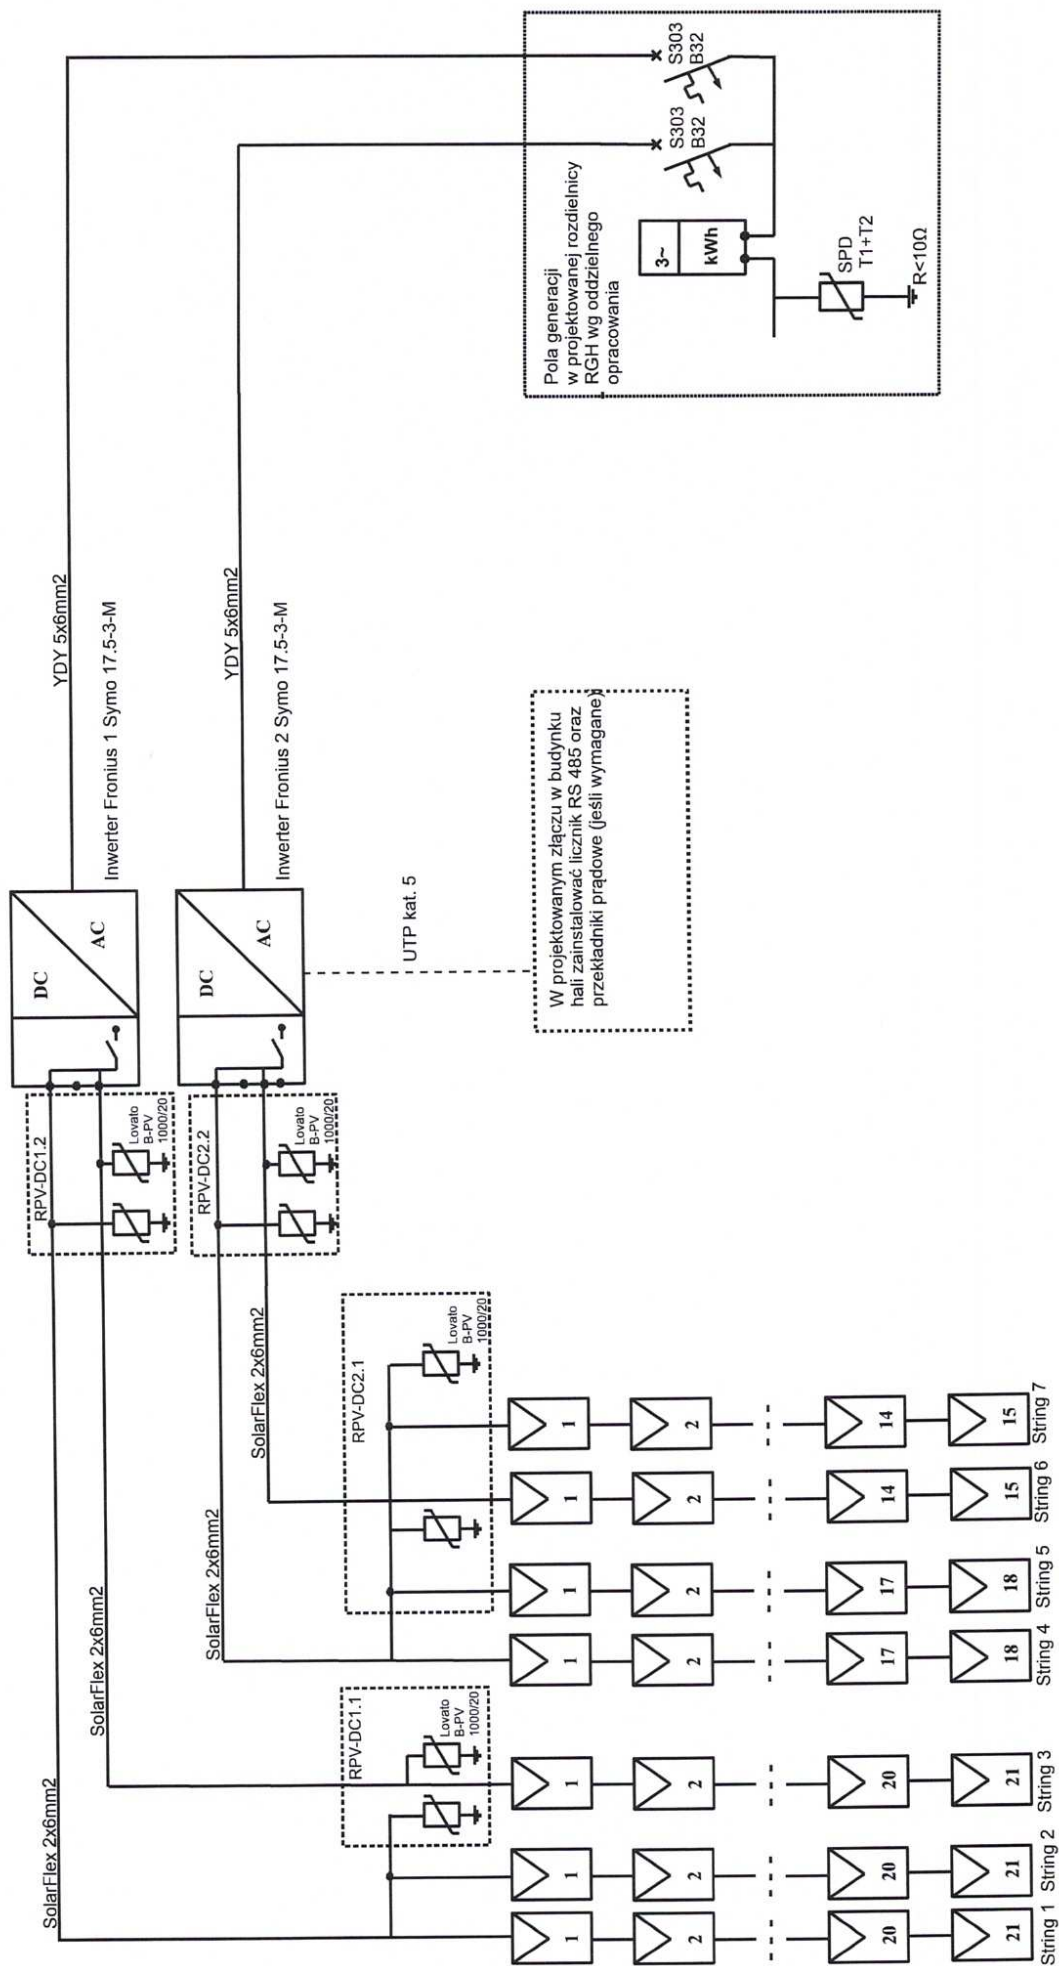 SolarFlex 2x6mm2
SolarFlex 2x6mm2
SolarFlex 2x6mm2
SolarFlex 2x6mm2
RPV-DC1.2
Lovato
B-PV
1000/20
DC
AC
Inwerter Fronius 1 Symo 17.5-3-M
YDY 5x6mm2
RPV-DC2.2
Lovato
B-PV
1000/20
DC
AC
Inwerter Fronius 2 Symo 17.5-3-M
YDY 5x6mm2
UTP kat. 5
W projektowanym złączu w budynku
hali zainstalować licznik RS 485 oraz
przekładniki prądowe (jeśli wymagane)
Pola generacji
w projektowanej rozdzielnicy
RGH wg oddzielnego
opracowania
3~
kWh
S303
B32
S303
B32
SPD
T1+T2
R<10Ω
RPV-DC1.1
Lovato
B-PV
1000/20
RPV-DC2.1
Lovato
B-PV
1000/20
1
1
1
1
1
1
1
2
2
2
2
2
2
2
20
20
20
17
17
14
14
21
21
21
18
18
15
15
String 1
String 2
String 3
String 4
String 5
String 6
String 7